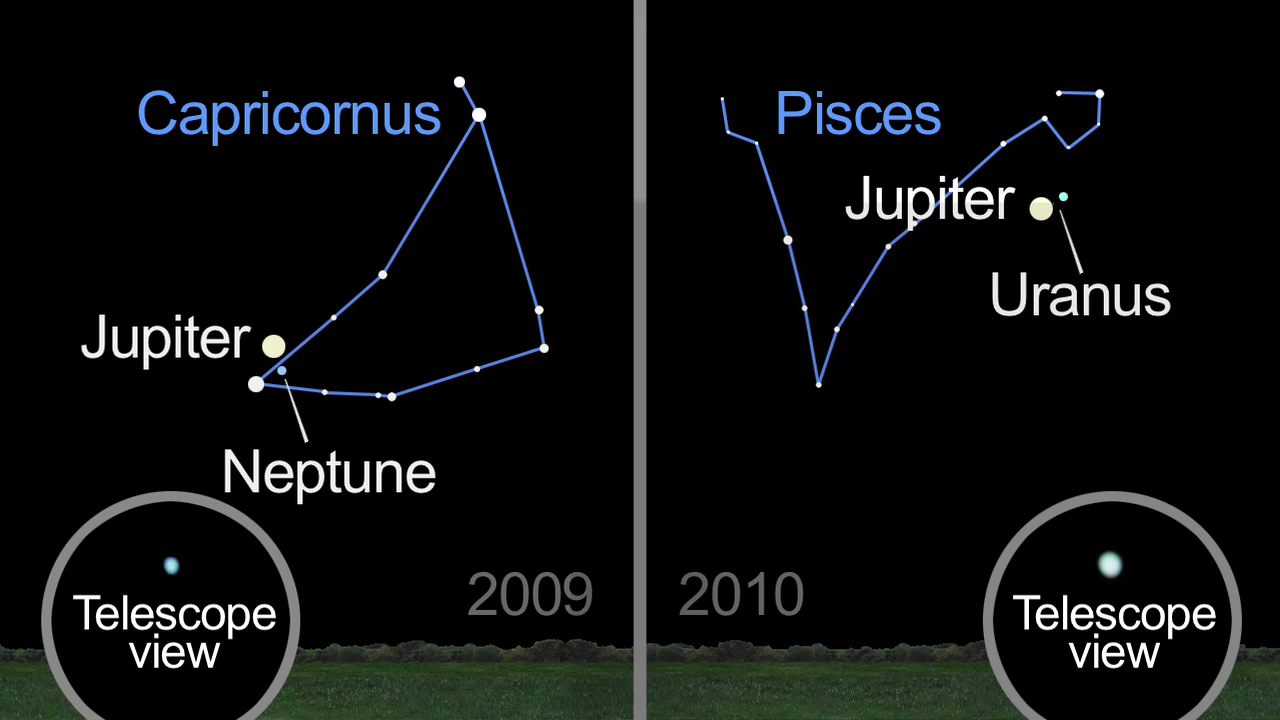 Capricornus
Jupiter
Neptune
Telescope
view
2009
Pisces
Jupiter
Uranus
2010
Telescope
view